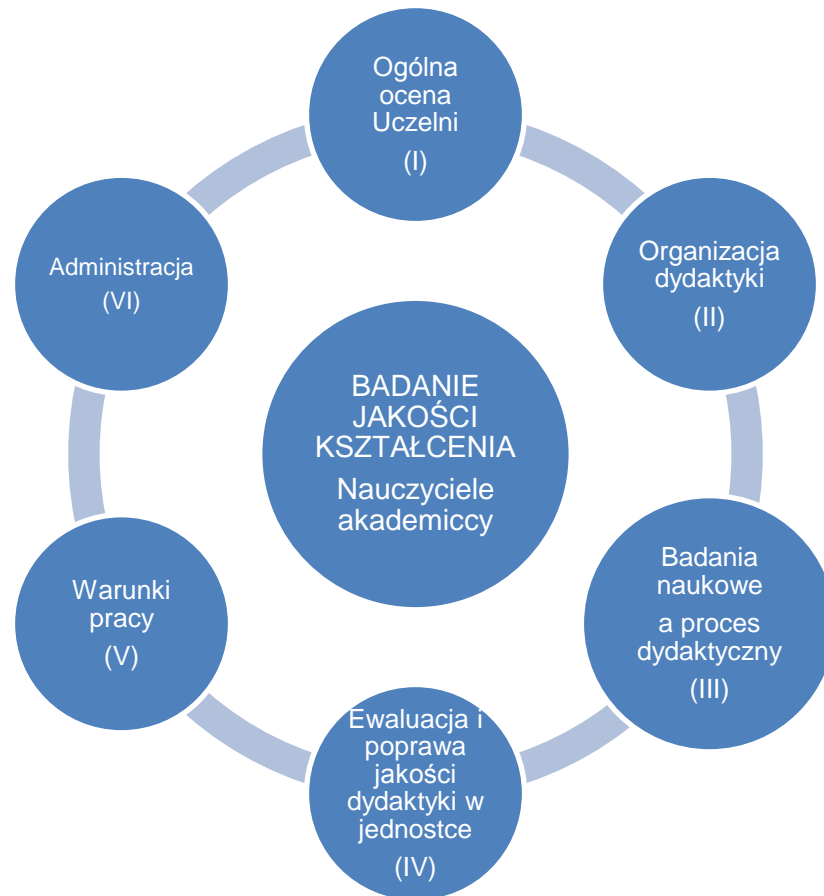 Ogólna
ocena
Uczelni
(I)
Organizacja
dydaktyki
(II)
Badania
naukowe
a proces
dydaktyczny
(III)
Ewaluacja i
poprawa
jakości
dydaktyki w
jednostce
(IV)
Warunki
pracy
(V)
Administracja
(VI)
BADANIE
JAKOŚCI
KSZTAŁCENIA
Nauczyciele
akademiccy